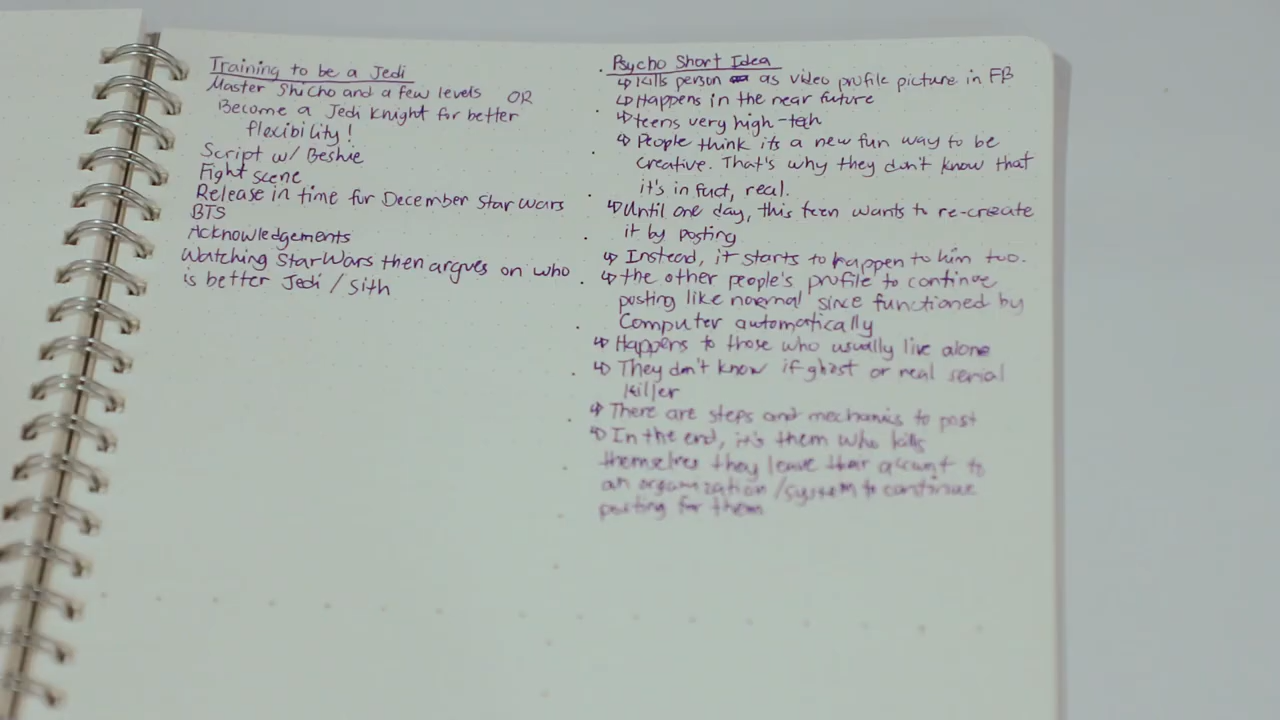 Training to be a Jedi
Master Shicho and a few levels OR
Become a Jedi Knight for better
flexibility!
Script w/ Beshie
Fight scene
Release in time for December Star Wars
BTS
Acknowledgements
Watching Star Wars then argues on who
is better Jedi / Sith
Psycho Short Idea
↳ Kills person as video profile picture in FB
↳ Happens in the near future
↳ teens very high-tech
↳ People think its a new fun way to be
creative. That's why they don't know that
it's in fact, real.
↳ Until one day, this teen wants to re-create
it by posting
↳ Instead, it starts to happen to him too.
↳ the other people's profile to continue
posting like normal since functioned by
Computer automatically
↳ Happens to those who usually live alone
↳ They don't know if ghost or real serial
killer
↳ There are steps and mechanics to post
↳ In the end, it's them who kills
themselves they leave their account to
an organization / system to continue
posting for them